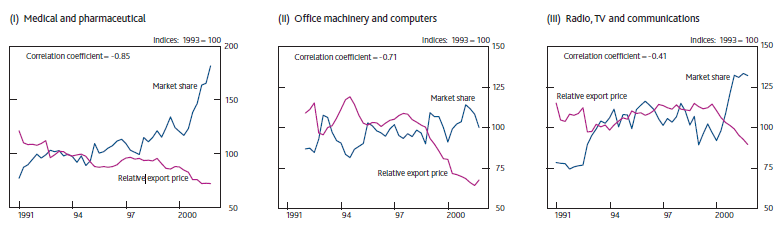 (I) Medical and pharmaceutical
Indices: 1993 = 100
200
Correlation coefficient = -0.85
Market share
150
100
Relative export price
50
1991 94 97 2000
(II) Office machinery and computers
Indices: 1993 = 100
150
Correlation coefficient = -0.71
125
Market share
100
Relative export price
75
50
1991 94 97 2000
(III) Radio, TV and communications
Indices: 1993 = 100
150
Correlation coefficient = -0.41
Market share
125
Relative export price
100
75
50
1991 94 97 2000